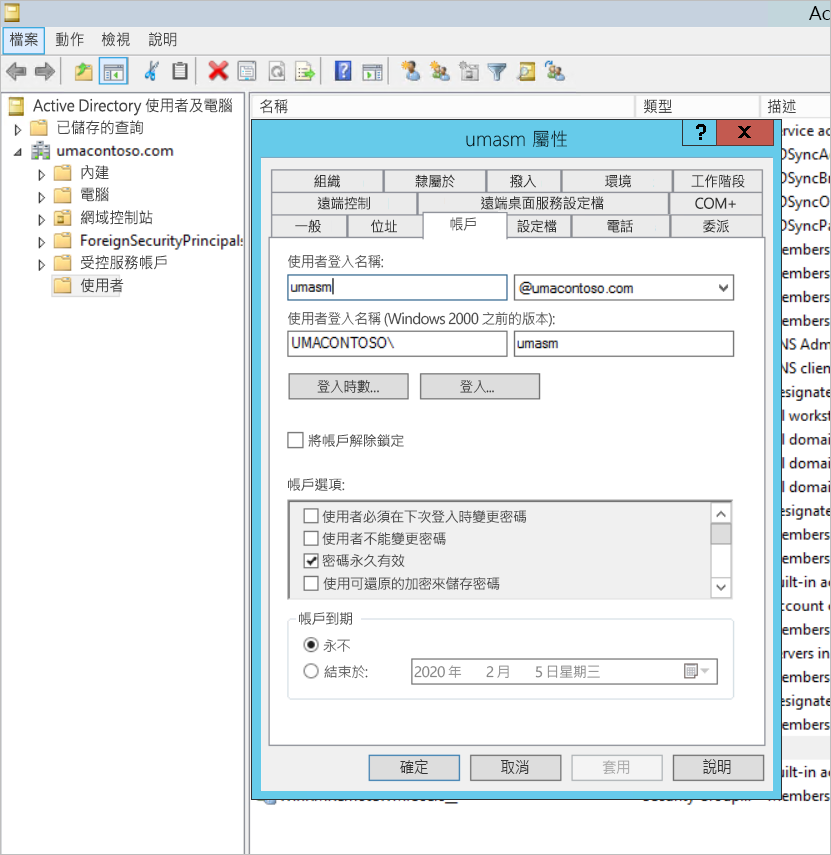 Ac
檔案 動作 檢視 說明
Active Directory 使用者及電腦
已儲存的查詢
umacontoso.com
內建
電腦
網域控制站
ForeignSecurityPrincipals
受控服務帳戶
使用者
名稱 類型 描述
umasm 屬性
? X
組織 隸屬於 撥入 環境 工作階段
遠端控制 遠端桌面服務設定檔 COM+
一般 位址 帳戶 設定檔 電話 委派
使用者登入名稱:
umasm @umacontoso.com
使用者登入名稱 (Windows 2000 之前的版本):
UMACONTOSO\ umasm
登入時數... 登入...
將帳戶解除鎖定
帳戶選項:
使用者必須在下次登入時變更密碼
使用者不能變更密碼
密碼永久有效
使用可還原的加密來儲存密碼
帳戶到期
永不
結束於: 2020 年 2 月 5 日星期三
確定 取消 套用 說明
ervice ac
DSyncAc
DSyncBr
DSyncO
DSyncPa
embers
embers
embers
embers
NS Adm
NS clien
esignate
ll workst
ll domai
ll domai
ll domai
esignate
embers
embers
uilt-in ac
ccount o
embers
ervers in
embers
esignate
embers
uilt-in ac
embers